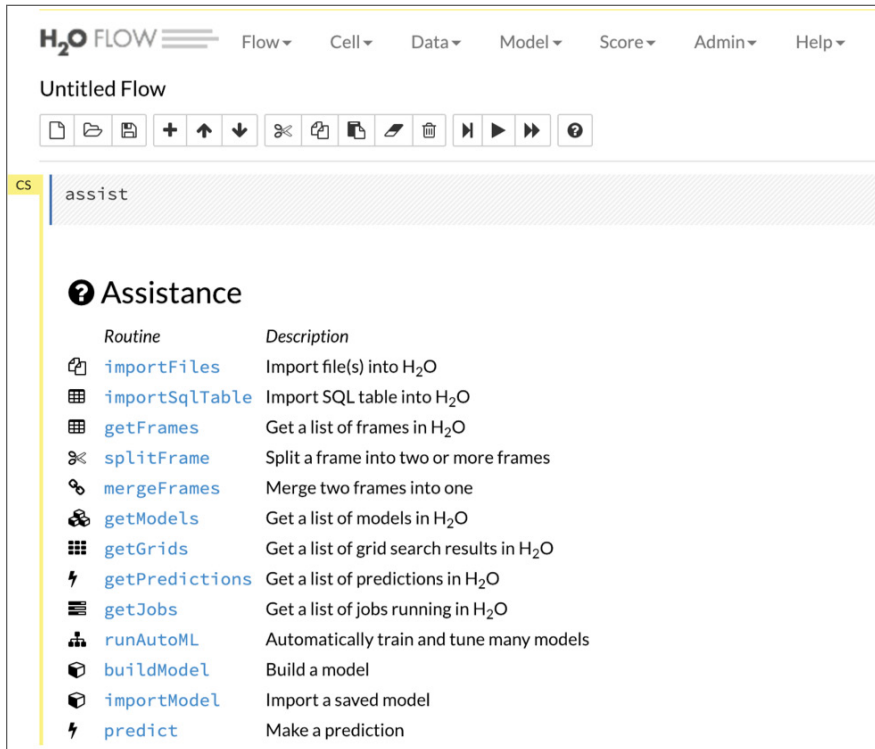 H2O FLOW Flow Cell Data Model Score Admin Help
Untitled Flow
CS
assist
Assistance
Routine Description
importFiles Import file(s) into H2O
importSqlTable Import SQL table into H2O
getFrames Get a list of frames in H2O
splitFrame Split a frame into two or more frames
mergeFrames Merge two frames into one
getModels Get a list of models in H2O
getGrids Get a list of grid search results in H2O
getPredictions Get a list of predictions in H2O
getJobs Get a list of jobs running in H2O
runAutoML Automatically train and tune many models
buildModel Build a model
importModel Import a saved model
predict Make a prediction